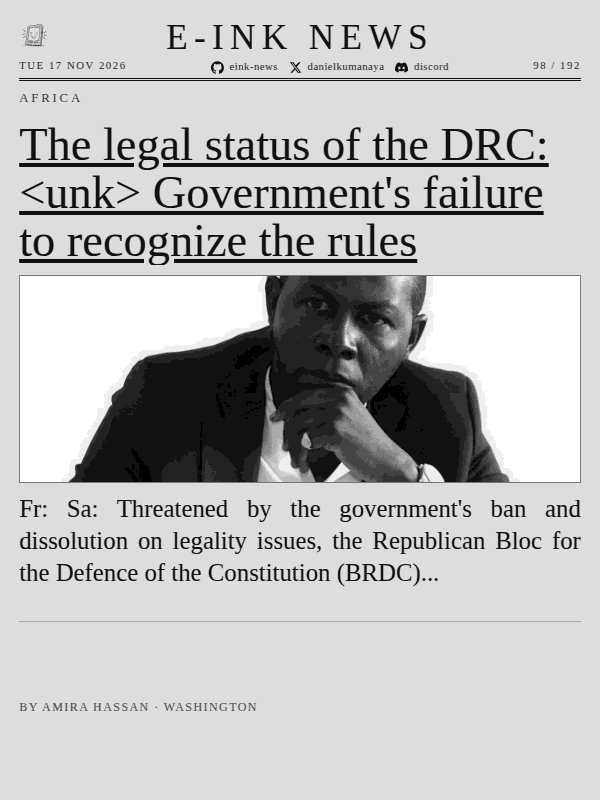 E-INK NEWS
TUE 17 NOV 2026 eink-news danielkumanaya discord 98 / 192
AFRICA
The legal status of the DRC:
<unk> Government's failure
to recognize the rules
Fr: Sa: Threatened by the government's ban and
dissolution on legality issues, the Republican Bloc for
the Defence of the Constitution (BRDC)...
BY AMIRA HASSAN · WASHINGTON